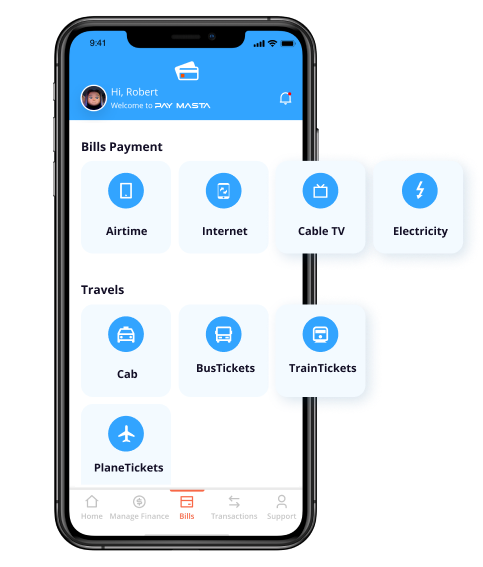 9:41
Hi, Robert
Welcome to PAY MASTA
Bills Payment
Airtime Internet Cable TV Electricity
Travels
Cab BusTickets TrainTickets
PlaneTickets
Home Manage Finance Bills Transactions Support